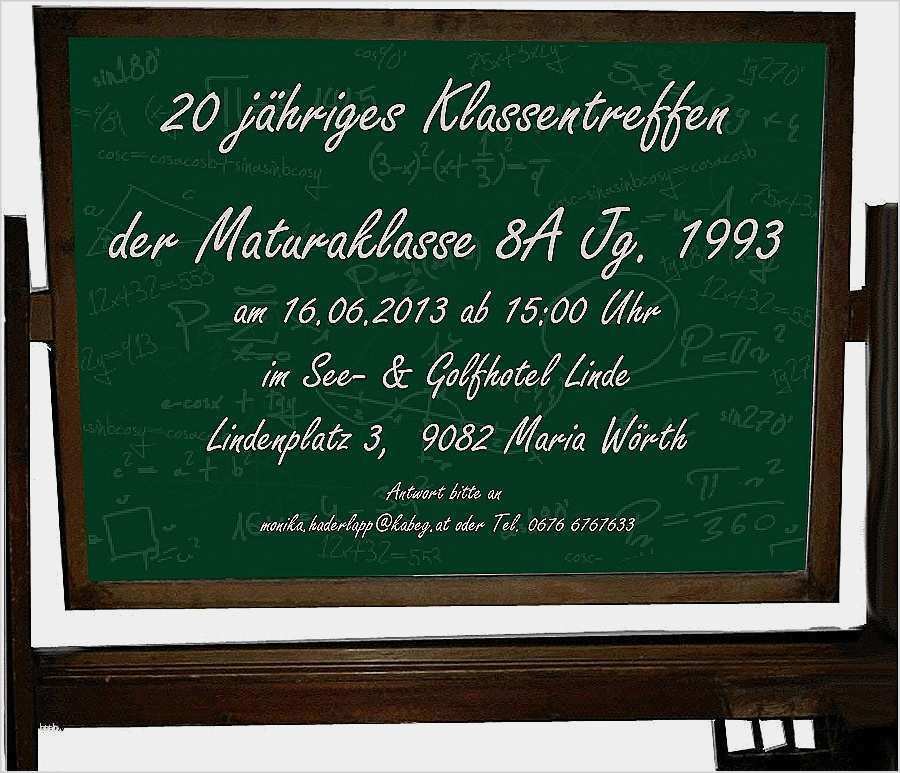 20 jähriges Klassentreffen
der Maturaklasse 8A Jg. 1993
am 16.06.2013 ab 15:00 Uhr
im See- & Golfhotel Linde
Lindenplatz 3, 9082 Maria Wörth
Antwort bitte an
monika.haderlapp@kabeg.at oder Tel. 0676 6767633